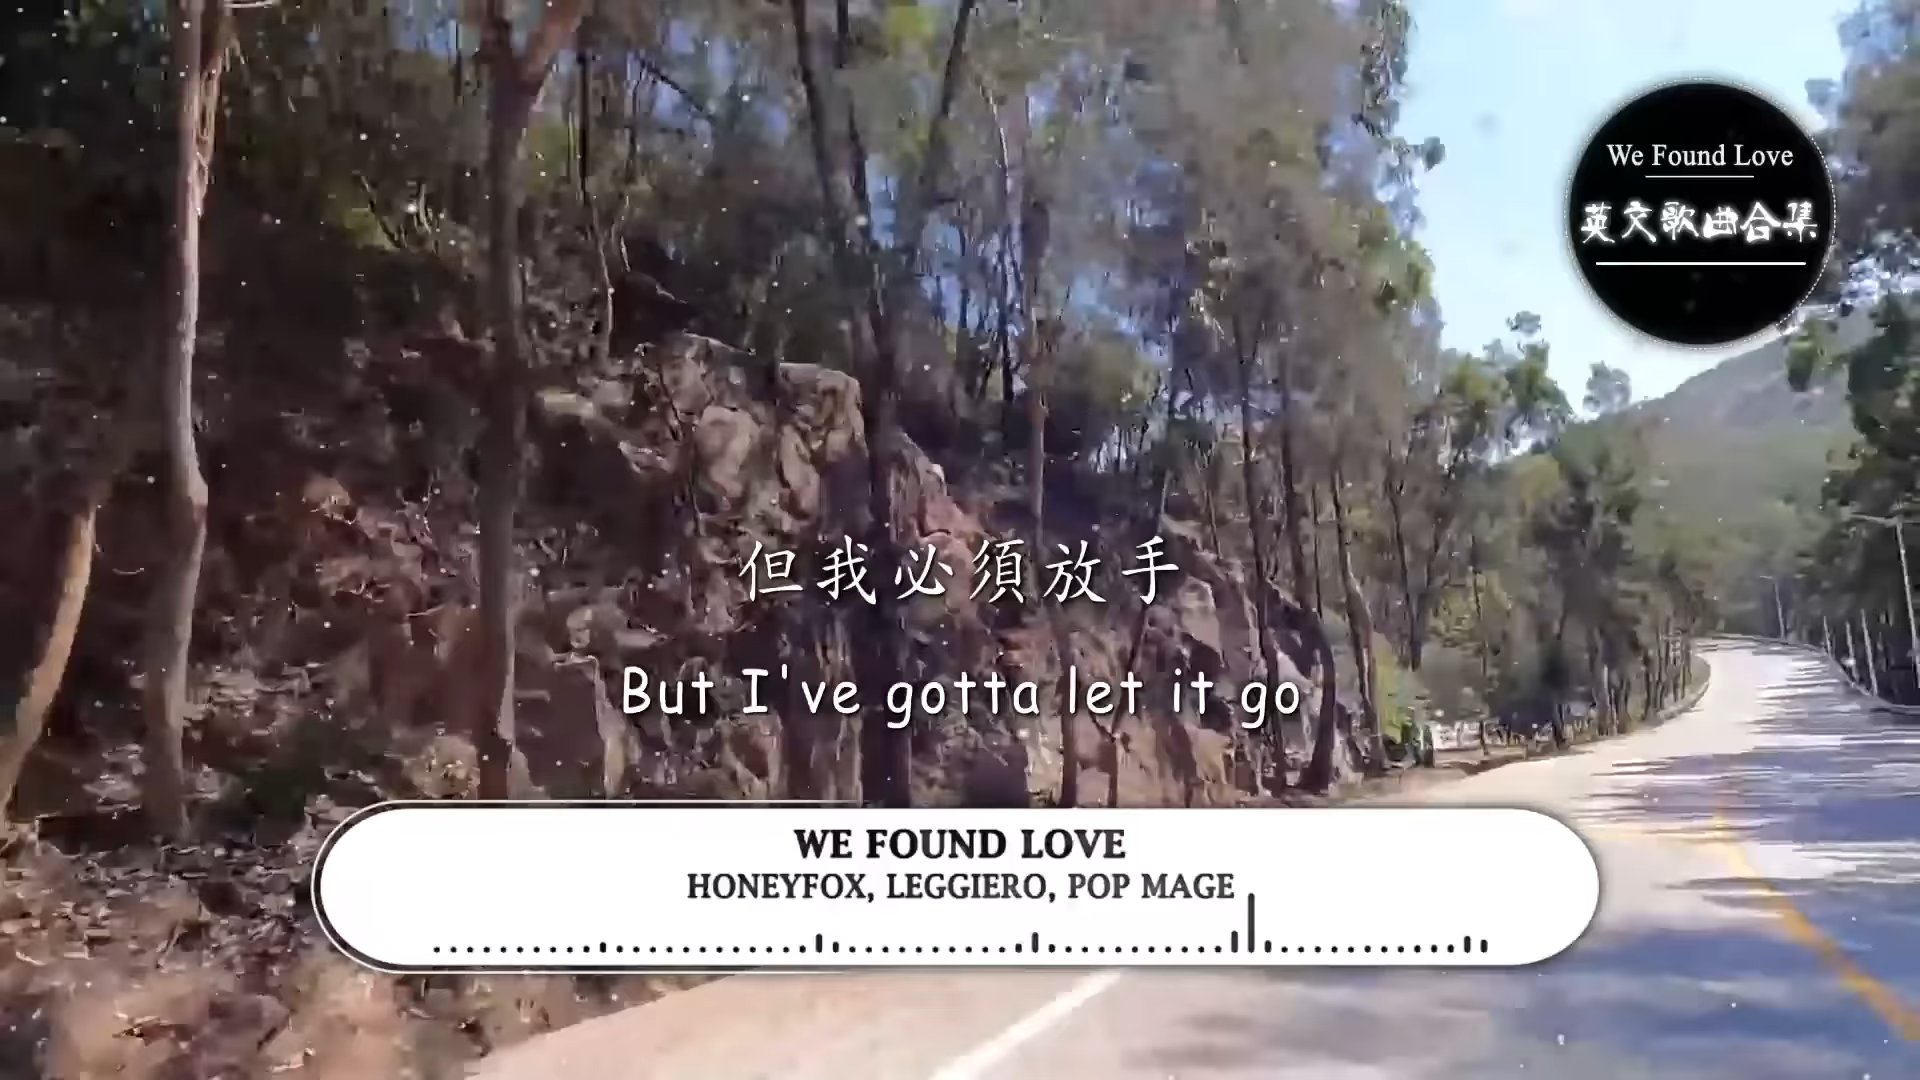 We Found Love
英文歌曲合集
但我必須放手
But I've gotta let it go
WE FOUND LOVE
HONEYFOX, LEGGIERO, POP MAGE